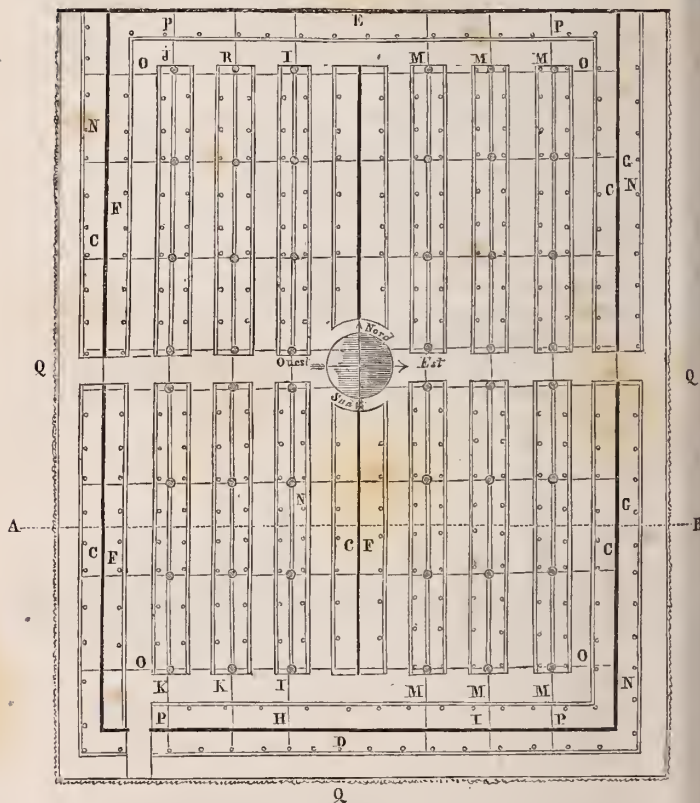 P E P
O J R I M M M O
N G
C N
F
C
Nord
Q Ouest Est Q
Sud
G
N
A B
C F C F C
O O
K K I M M M N
P H I P
D
Q